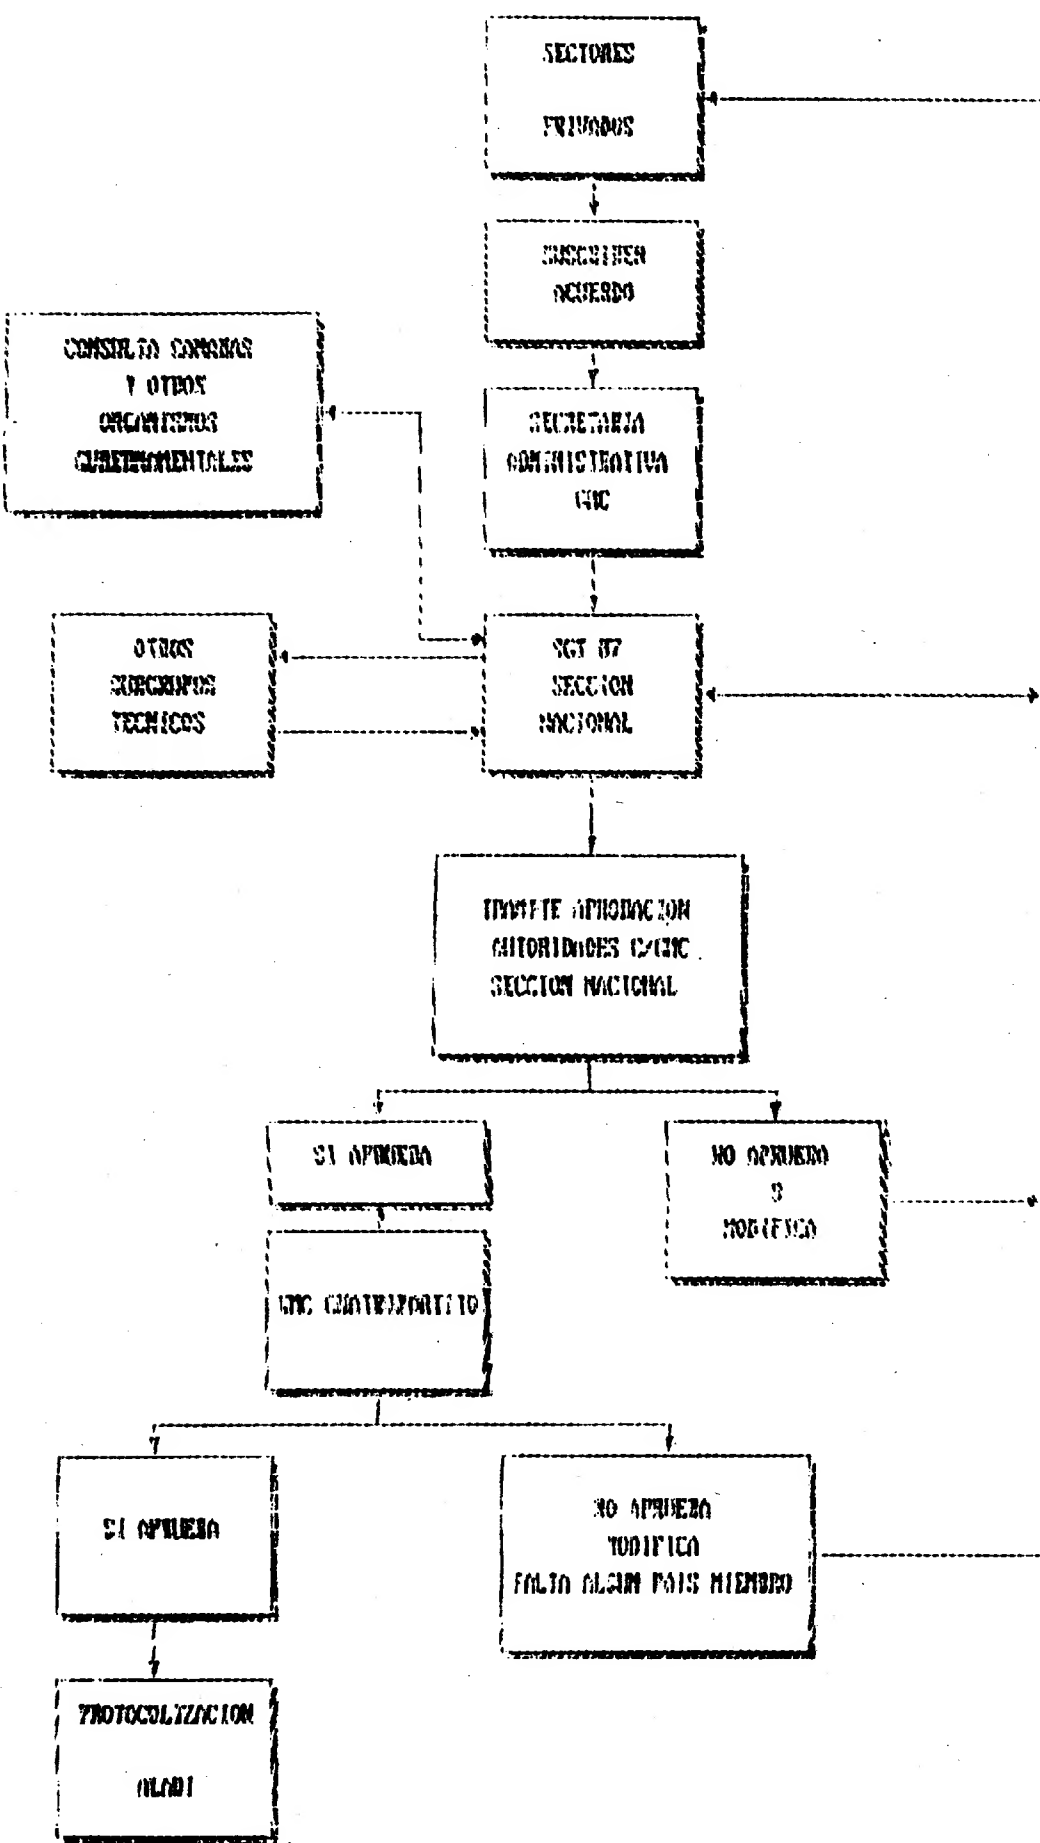 SECTORES
PRIVADOS
SUSCRIBEN
ACUERDO
CONSULTA CAMARAS
Y OTROS
ORGANISMOS
GUBERNAMENTALES
SECRETARIA
ADMINISTRATIVA
GMC
OTROS
SUBGRUPOS
TECNICOS
SGT
SECCION
NACIONAL
TRAMITE APROBACION
AUTORIDADES C/GMC
SECCION NACIONAL
SI APRUEBA
NO APRUEBA
O
MODIFICA
GMC CUATRIPARTITO
SI APRUEBA
NO APRUEBA
MODIFICA
FALTA ALGUN PAIS MIEMBRO
PROTOCOLIZACION
ALADI